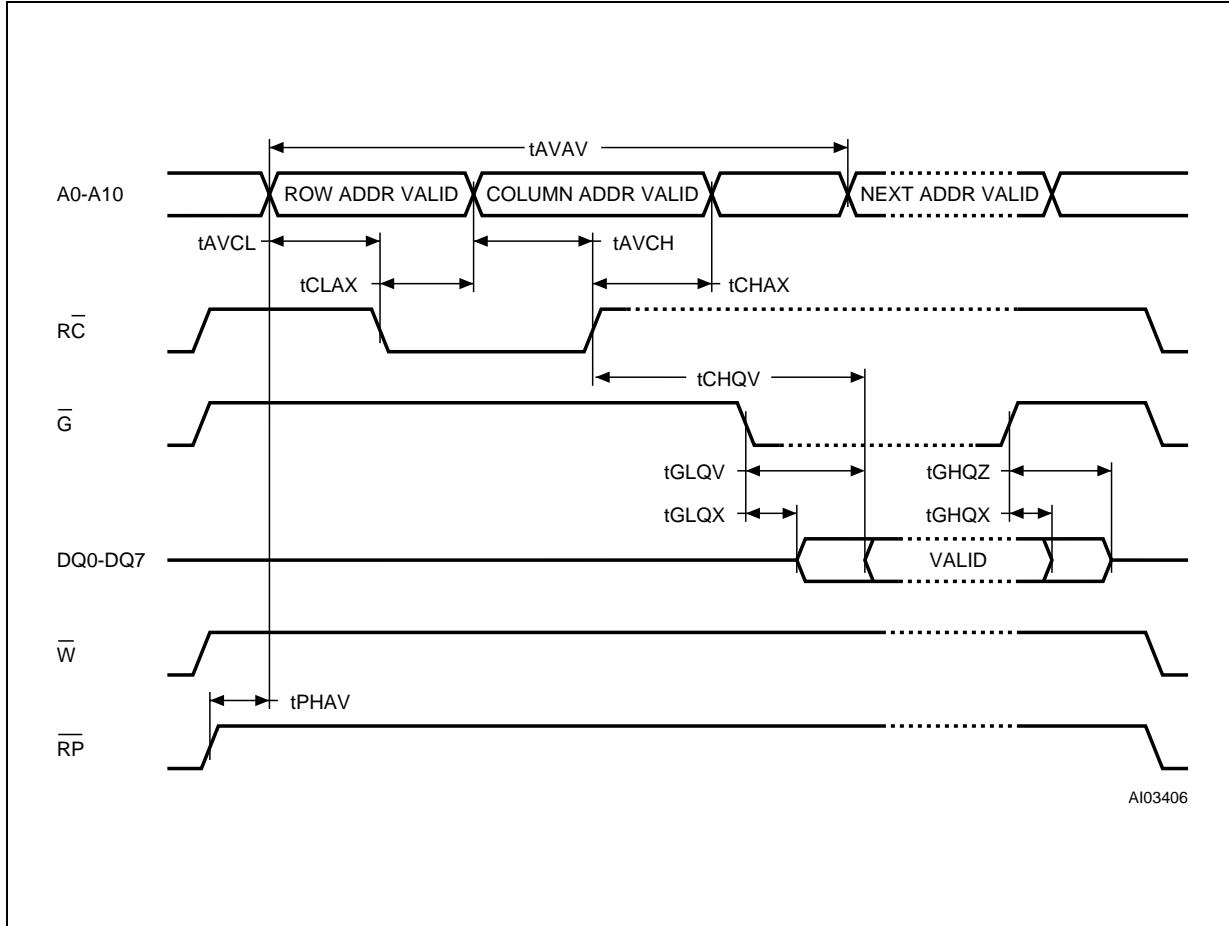 tAVAV
A0-A10 ROW ADDR VALID COLUMN ADDR VALID NEXT ADDR VALID
tAVCL tAVCH
tCLAX tCHAX
RC̅
tCHQV
G̅
tGLQV tGHQZ
tGLQX tGHQX
DQ0-DQ7 VALID
W̅
tPHAV
R̅P̅
AI03406